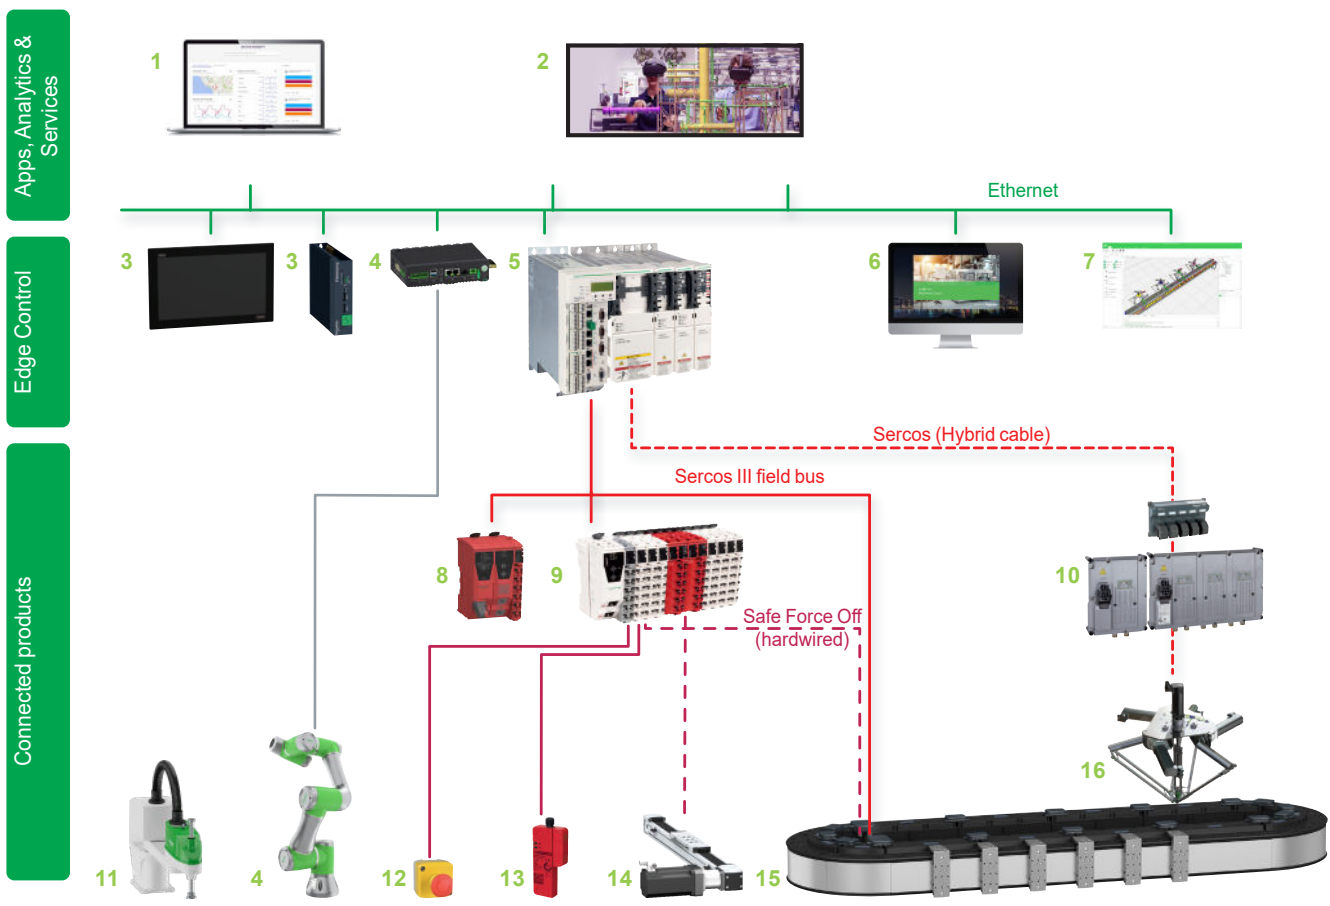 Apps, Analytics &
Services
1
2
Ethernet
Edge Control
3
3
4
5
6
7
Sercos (Hybrid cable)
Sercos III field bus
Connected products
8
9
10
Safe Force Off
(hardwired)
16
11
4
12
13
14
15